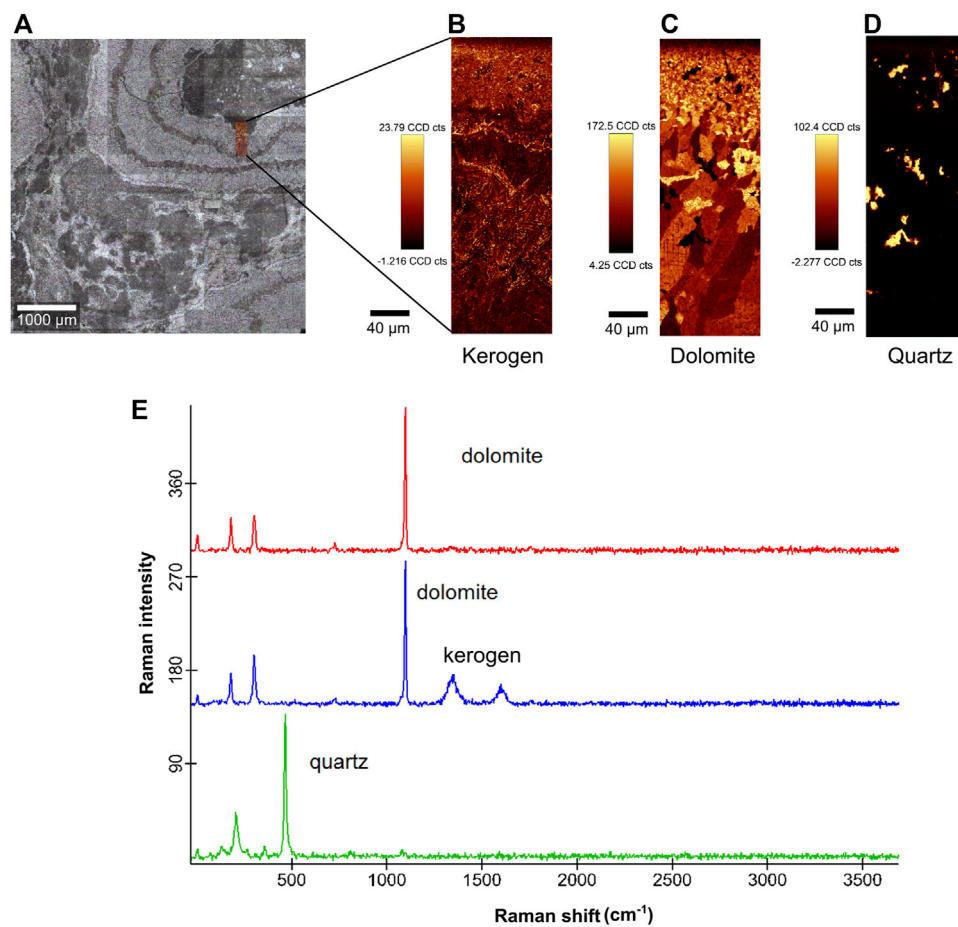 A
B
C
D
23.79 CCD cts
172.5 CCD cts
102.4 CCD cts
-1.216 CCD cts
4.25 CCD cts
-2.277 CCD cts
1000 µm
40 µm
40 µm
40 µm
Kerogen
Dolomite
Quartz
E
dolomite
360
270
dolomite
180
kerogen
90
quartz
Raman intensity
500
1000
1500
2000
2500
3000
3500
Raman shift (cm⁻¹)